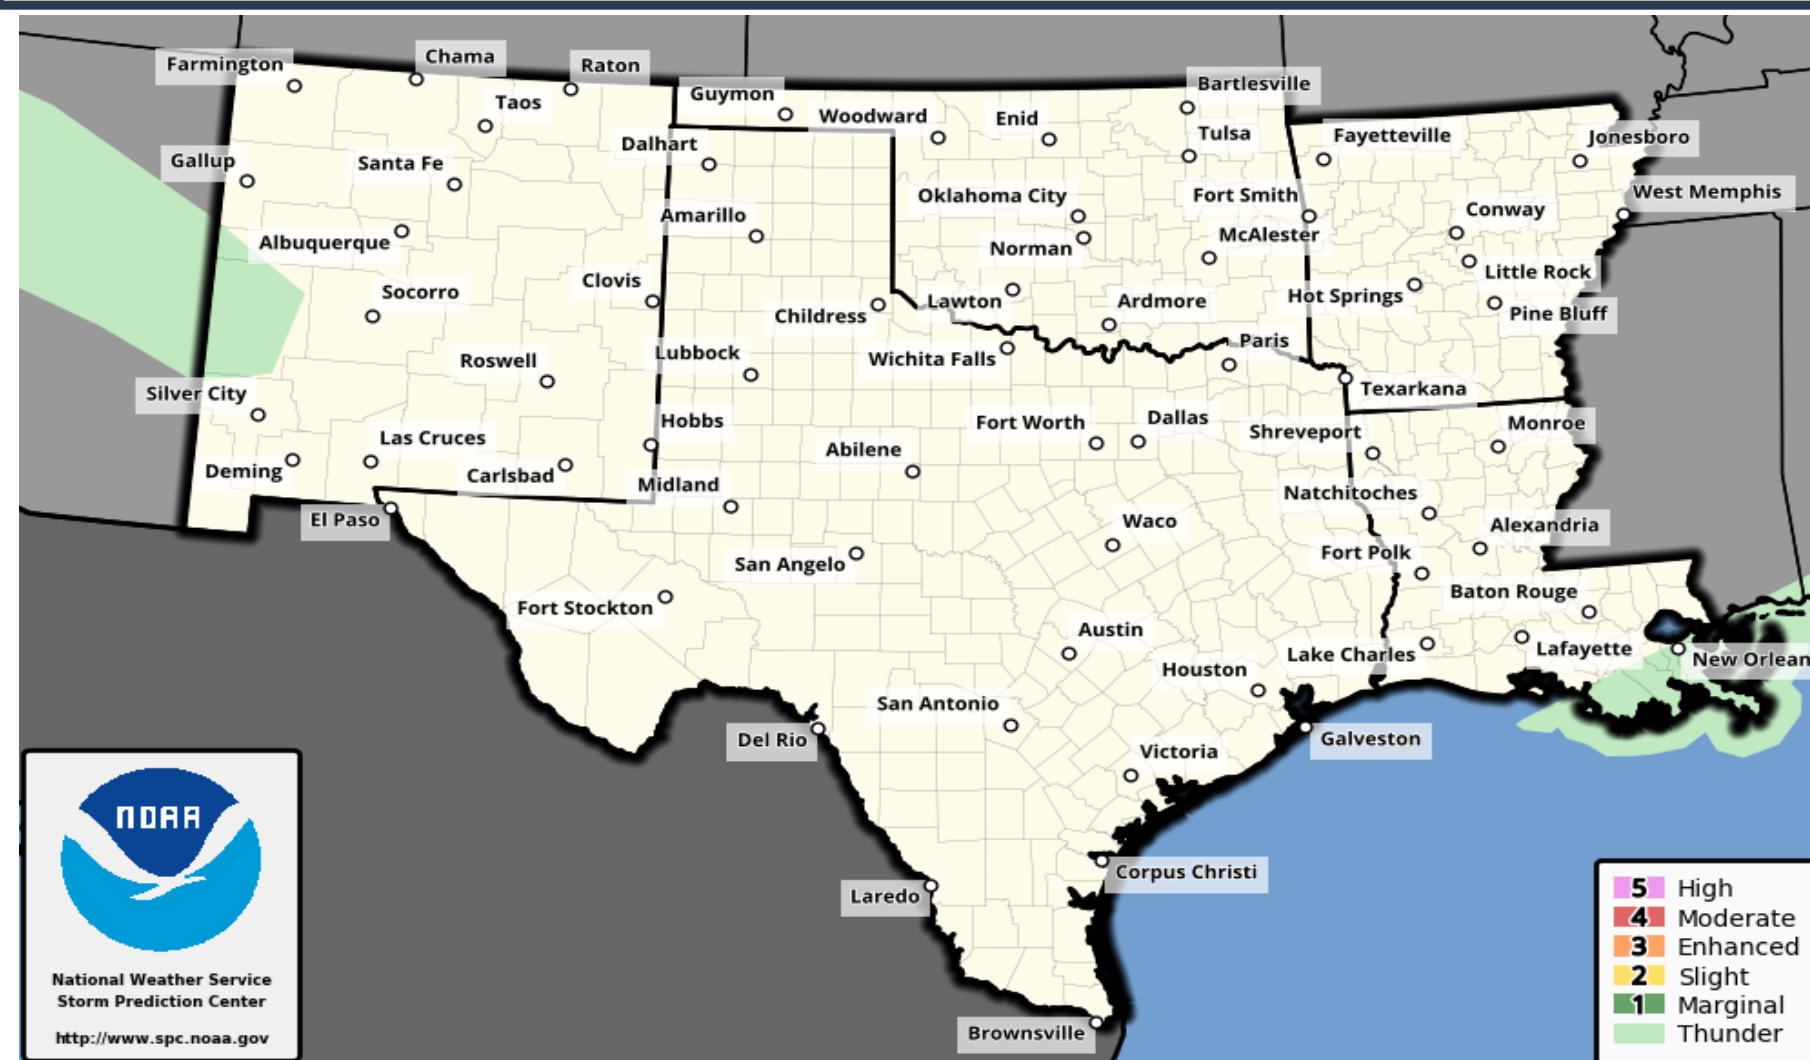 Farmington
Chama
Raton
Taos
Guymon
Woodward
Enid
Bartlesville
Tulsa
Fayetteville
Jonesboro
Gallup
Santa Fe
Dalhart
Oklahoma City
Fort Smith
West Memphis
Amarillo
Conway
Albuquerque
Norman
McAlester
Little Rock
Socorro
Clovis
Childress
Lawton
Ardmore
Hot Springs
Pine Bluff
Roswell
Lubbock
Wichita Falls
Paris
Texarkana
Silver City
Hobbs
Las Cruces
Abilene
Fort Worth
Dallas
Shreveport
Monroe
Deming
Carlsbad
Midland
Natchitoches
El Paso
Waco
Alexandria
San Angelo
Fort Polk
Fort Stockton
Baton Rouge
Austin
Lake Charles
Lafayette
New Orlean
Houston
San Antonio
Del Rio
Galveston
Victoria
Corpus Christi
Laredo
Brownsville
NOAA
National Weather Service
Storm Prediction Center
http://www.spc.noaa.gov
5 High
4 Moderate
3 Enhanced
2 Slight
1 Marginal
Thunder